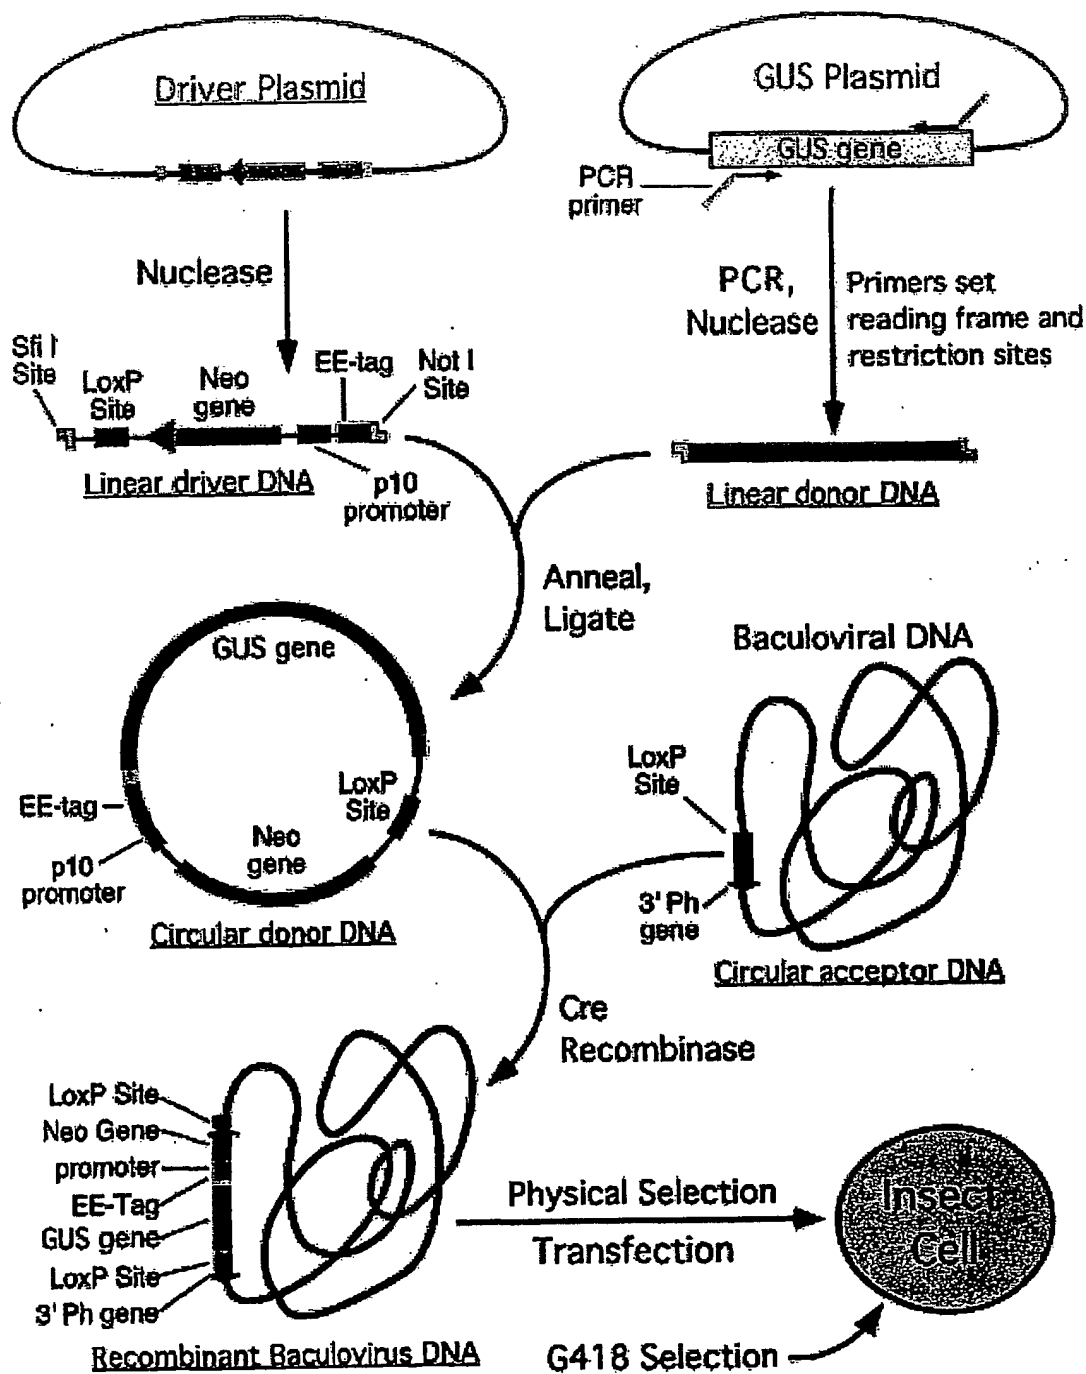 Driver Plasmid
GUS Plasmid
GUS gene
PCR
primer
Nuclease
PCR,
Nuclease
Primers set
reading frame and
restriction sites
Sfi I
Site
LoxP
Site
Neo
gene
EE-tag
Not I
Site
Linear driver DNA
p10
promoter
Linear donor DNA
Anneal,
Ligate
GUS gene
EE-tag
p10
promoter
Neo
gene
LoxP
Site
Circular donor DNA
Baculoviral DNA
LoxP
Site
3' Ph
gene
Circular acceptor DNA
Cre
Recombinase
LoxP Site
Neo Gene
promoter
EE-Tag
GUS gene
LoxP Site
3' Ph gene
Recombinant Baculovirus DNA
Physical Selection
Transfection
Insect
Cell
G418 Selection